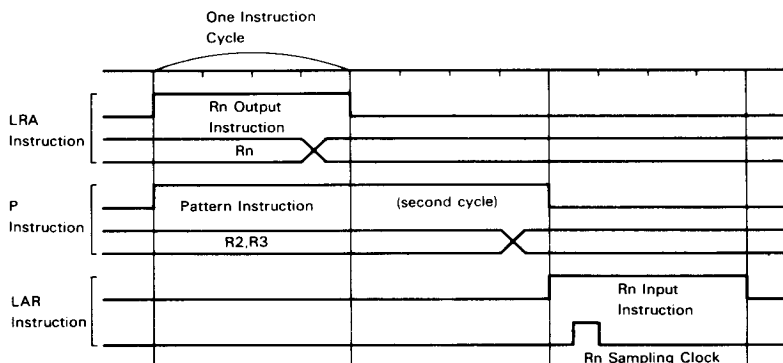 One Instruction
Cycle
LRA
Instruction
Rn Output
Instruction
Rn
P
Instruction
Pattern Instruction
(second cycle)
R2,R3
LAR
Instruction
Rn Input
Instruction
Rn Sampling Clock